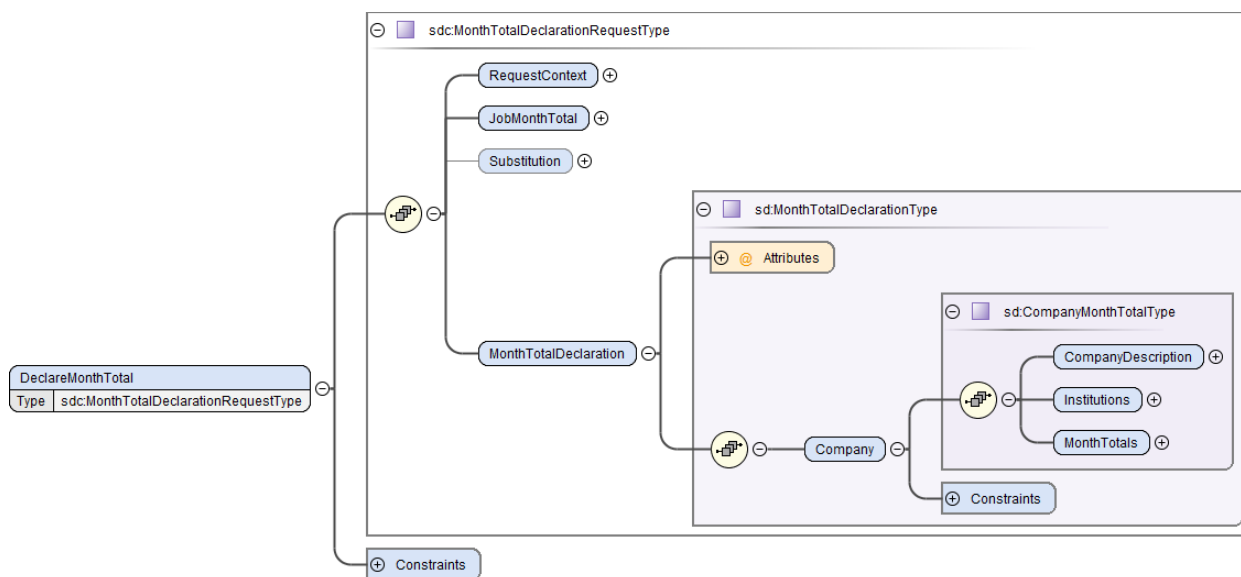 sdc:MonthTotalDeclarationRequestType
RequestContext
JobMonthTotal
Substitution
sd:MonthTotalDeclarationType
@ Attributes
sd:CompanyMonthTotalType
MonthTotalDeclaration
CompanyDescription
DeclareMonthTotal
Type sdc:MonthTotalDeclarationRequestType
Institutions
MonthTotals
Company
Constraints
Constraints